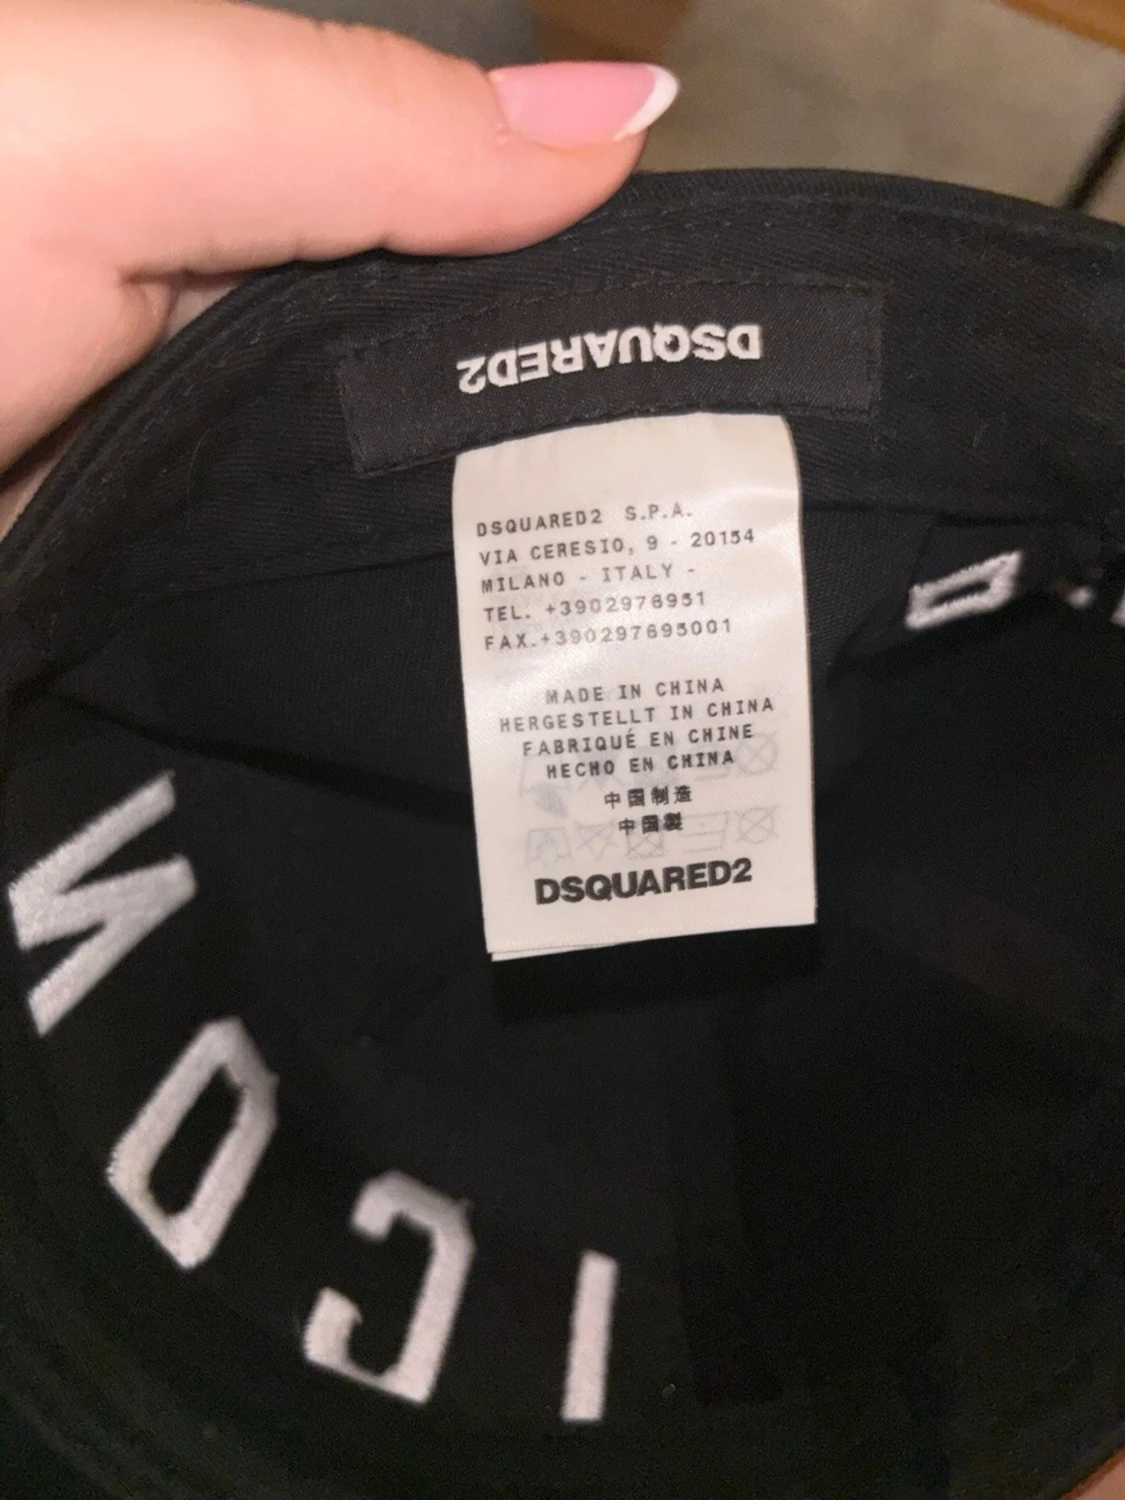 DSQUARED2
DSQUARED2 S.P.A.
VIA CERESIO, 9 - 20154
MILANO - ITALY -
TEL. +3902976951
FAX.+390297695001
MADE IN CHINA
HERGESTELLT IN CHINA
FABRIQUÉ EN CHINE
HECHO EN CHINA
中国制造
中国製
DSQUARED2
ICON